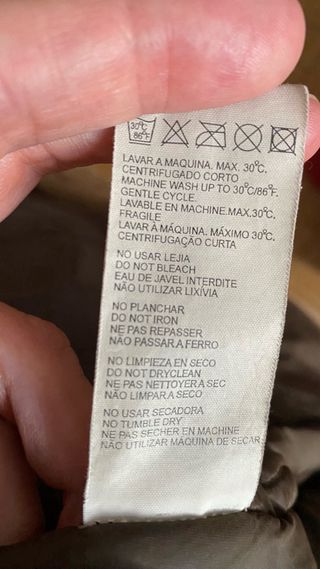 30°C
86°F
LAVAR A MAQUINA. MAX. 30°C.
CENTRIFUGADO CORTO
MACHINE WASH UP TO 30°C/86°F.
GENTLE CYCLE.
LAVABLE EN MACHINE.MAX.30°C.
FRAGILE
LAVAR À MÁQUINA. MÁXIMO 30°C.
CENTRIFUGAÇÃO CURTA
NO USAR LEJIA
DO NOT BLEACH
EAU DE JAVEL INTERDITE
NÃO UTILIZAR LIXÍVIA
NO PLANCHAR
DO NOT IRON
NE PAS REPASSER
NÃO PASSAR A FERRO
NO LIMPIEZA EN SECO
DO NOT DRYCLEAN
NE PAS NETTOYER A SEC
NÃO LIMPAR A SECO
NO USAR SECADORA
NO TUMBLE DRY
NE PAS SECHER EN MACHINE
NÃO UTILIZAR MÁQUINA DE SECAR